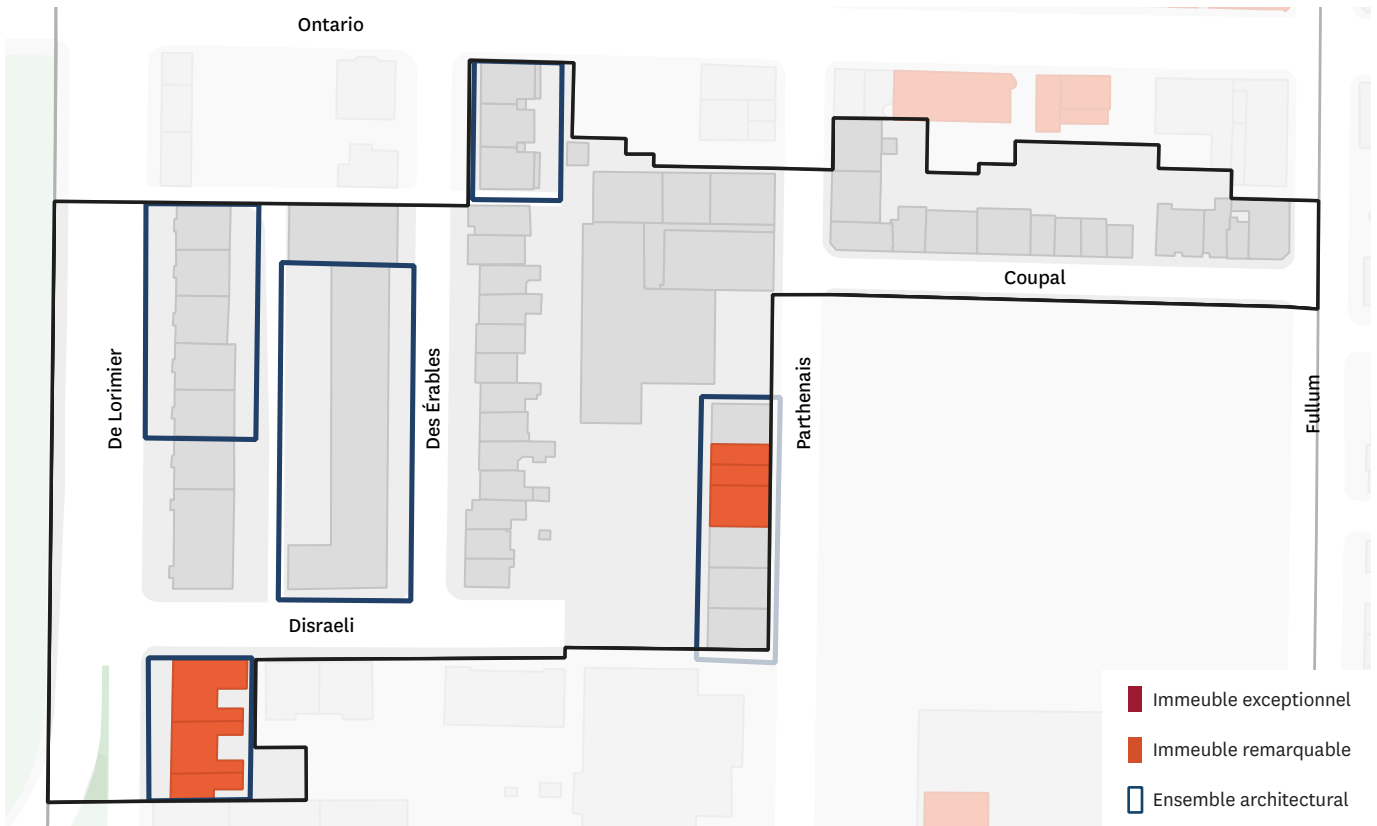 Ontario
Coupal
De Lorimier
Des Érables
Parthenais
Fullum
Disraeli
Immeuble exceptionnel
Immeuble remarquable
Ensemble architectural